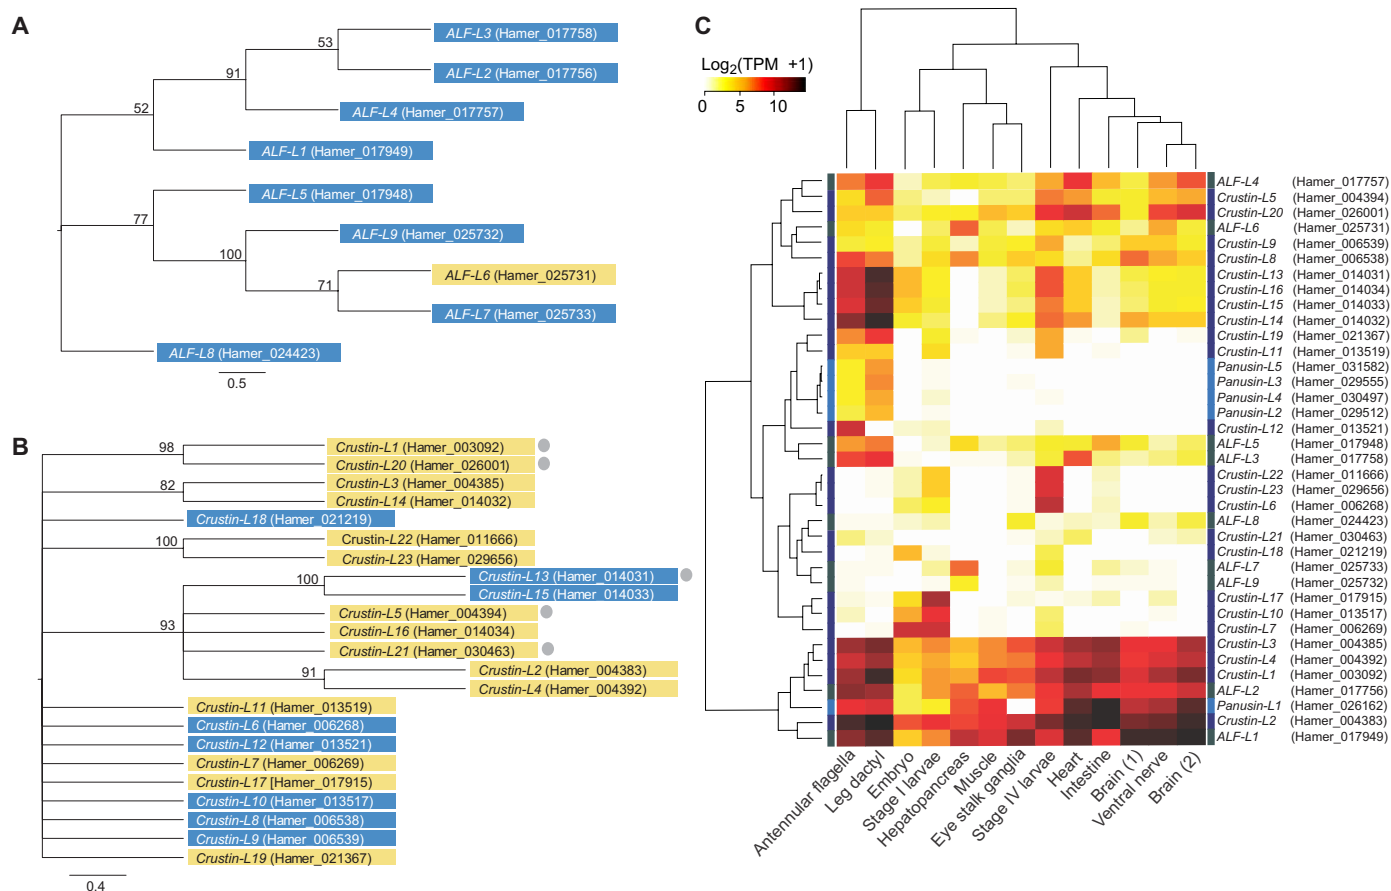 A
ALF-L3 (Hamer_017758)
53
ALF-L2 (Hamer_017756)
91
ALF-L4 (Hamer_017757)
52
ALF-L1 (Hamer_017949)
ALF-L5 (Hamer_017948)
77
ALF-L9 (Hamer_025732)
100
ALF-L6 (Hamer_025731)
71
ALF-L7 (Hamer_025733)
ALF-L8 (Hamer_024423)
0.5
B
98
Crustin-L1 (Hamer_003092)
Crustin-L20 (Hamer_026001)
82
Crustin-L3 (Hamer_004385)
Crustin-L14 (Hamer_014032)
Crustin-L18 (Hamer_021219)
100
Crustin-L22 (Hamer_011666)
Crustin-L23 (Hamer_029656)
100
Crustin-L13 (Hamer_014031)
Crustin-L15 (Hamer_014033)
93
Crustin-L5 (Hamer_004394)
Crustin-L16 (Hamer_014034)
Crustin-L21 (Hamer_030463)
91
Crustin-L2 (Hamer_004383)
Crustin-L4 (Hamer_004392)
Crustin-L11 (Hamer_013519)
Crustin-L6 (Hamer_006268)
Crustin-L12 (Hamer_013521)
Crustin-L7 (Hamer_006269)
Crustin-L17 [Hamer_017915)
Crustin-L10 (Hamer_013517)
Crustin-L8 (Hamer_006538)
Crustin-L9 (Hamer_006539)
Crustin-L19 (Hamer_021367)
0.4
C
Log2(TPM +1)
0 5 10
ALF-L4 (Hamer_017757)
Crustin-L5 (Hamer_004394)
Crustin-L20 (Hamer_026001)
ALF-L6 (Hamer_025731)
Crustin-L9 (Hamer_006539)
Crustin-L8 (Hamer_006538)
Crustin-L13 (Hamer_014031)
Crustin-L16 (Hamer_014034)
Crustin-L15 (Hamer_014033)
Crustin-L14 (Hamer_014032)
Crustin-L19 (Hamer_021367)
Crustin-L11 (Hamer_013519)
Panusin-L5 (Hamer_031582)
Panusin-L3 (Hamer_029555)
Panusin-L4 (Hamer_030497)
Panusin-L2 (Hamer_029512)
Crustin-L12 (Hamer_013521)
ALF-L5 (Hamer_017948)
ALF-L3 (Hamer_017758)
Crustin-L22 (Hamer_011666)
Crustin-L23 (Hamer_029656)
Crustin-L6 (Hamer_006268)
ALF-L8 (Hamer_024423)
Crustin-L21 (Hamer_030463)
Crustin-L18 (Hamer_021219)
ALF-L7 (Hamer_025733)
ALF-L9 (Hamer_025732)
Crustin-L17 (Hamer_017915)
Crustin-L10 (Hamer_013517)
Crustin-L7 (Hamer_006269)
Crustin-L3 (Hamer_004385)
Crustin-L4 (Hamer_004392)
Crustin-L1 (Hamer_003092)
ALF-L2 (Hamer_017756)
Panusin-L1 (Hamer_026162)
Crustin-L2 (Hamer_004383)
ALF-L1 (Hamer_017949)
Antennular flagella
Leg dactyl
Embryo
Stage I larvae
Hepatopancreas
Muscle
Eye stalk ganglia
Stage IV larvae
Heart
Intestine
Brain (1)
Ventral nerve
Brain (2)